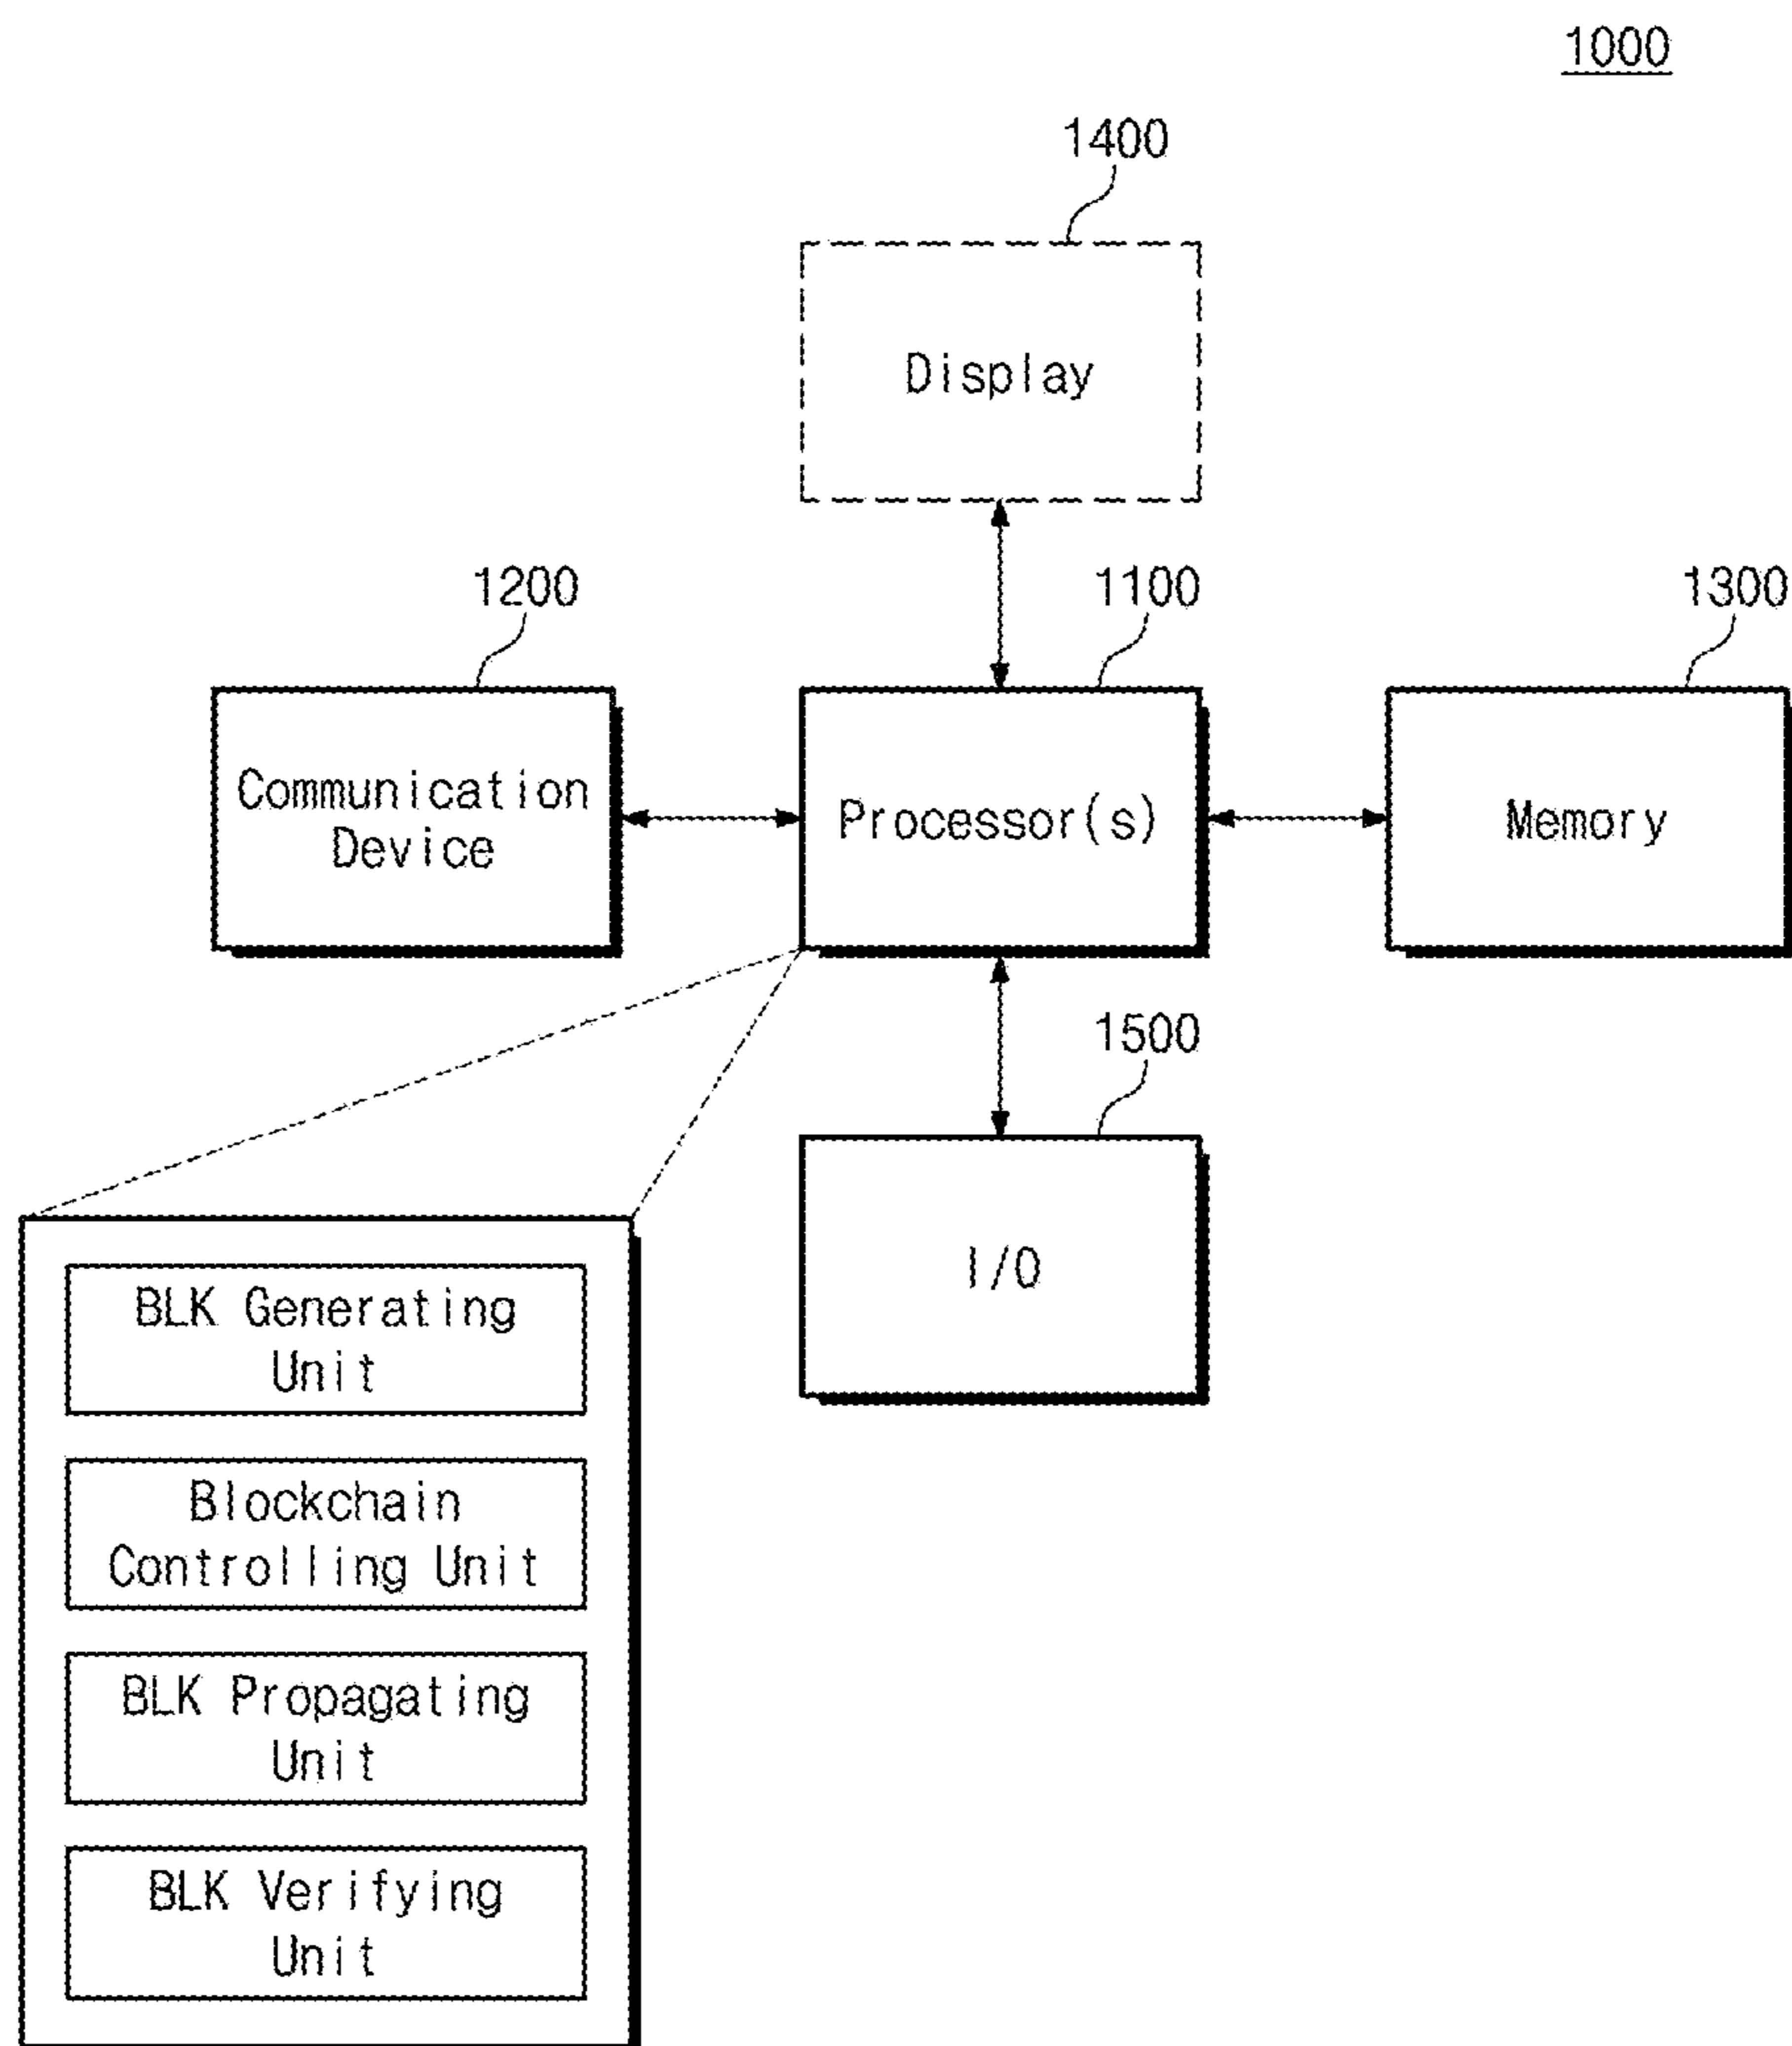 1000
1400
Display
1200
1100
1300
Communication
Device
Processor(s)
Memory
1500
I/O
BLK Generating
Unit
Blockchain
Controlling Unit
BLK Propagating
Unit
BLK Verifying
Unit